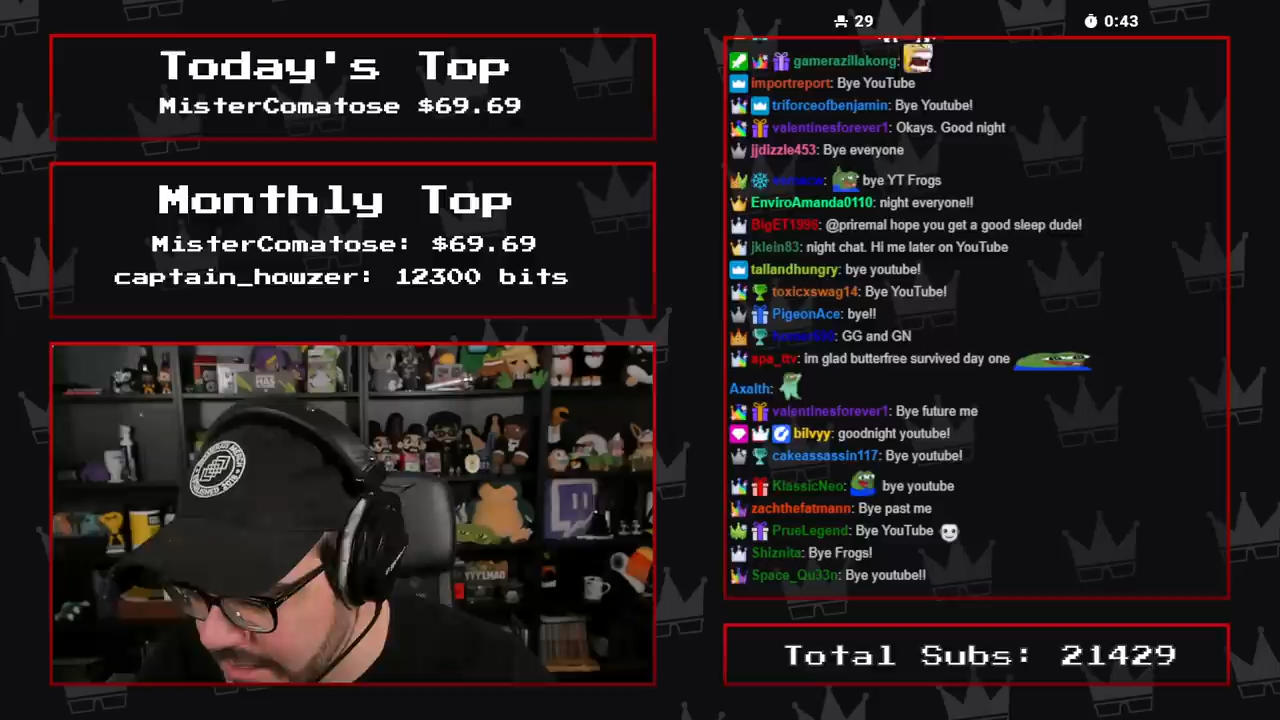 29
0:43
Today's Top
MisterComatose $69.69
Monthly Top
MisterComatose: $69.69
captain_howzer: 12300 bits
gamerazillakong:
importreport: Bye YouTube
triforceofbenjamin: Bye Youtube!
valentinesforever1: Okays. Good night
jjdizzle453: Bye everyone
bye YT Frogs
EnviroAmanda0110: night everyone!!
BigET1996: @priremal hope you get a good sleep dude!
jklein83: night chat. HI me later on YouTube
tallandhungry: bye youtube!
toxicxswag14: Bye YouTube!
PigeonAce: bye!!
GG and GN
apa_ttv: im glad butterfree survived day one
Axalth:
valentinesforever1: Bye future me
bilvyy: goodnight youtube!
cakeassassin117: Bye youtube!
KlassicNeo: bye youtube
zachthefatmann: Bye past me
PrueLegend: Bye YouTube
Shiznita: Bye Frogs!
Space_Qu33n: Bye youtube!!
Total Subs: 21429
YYYLMAO